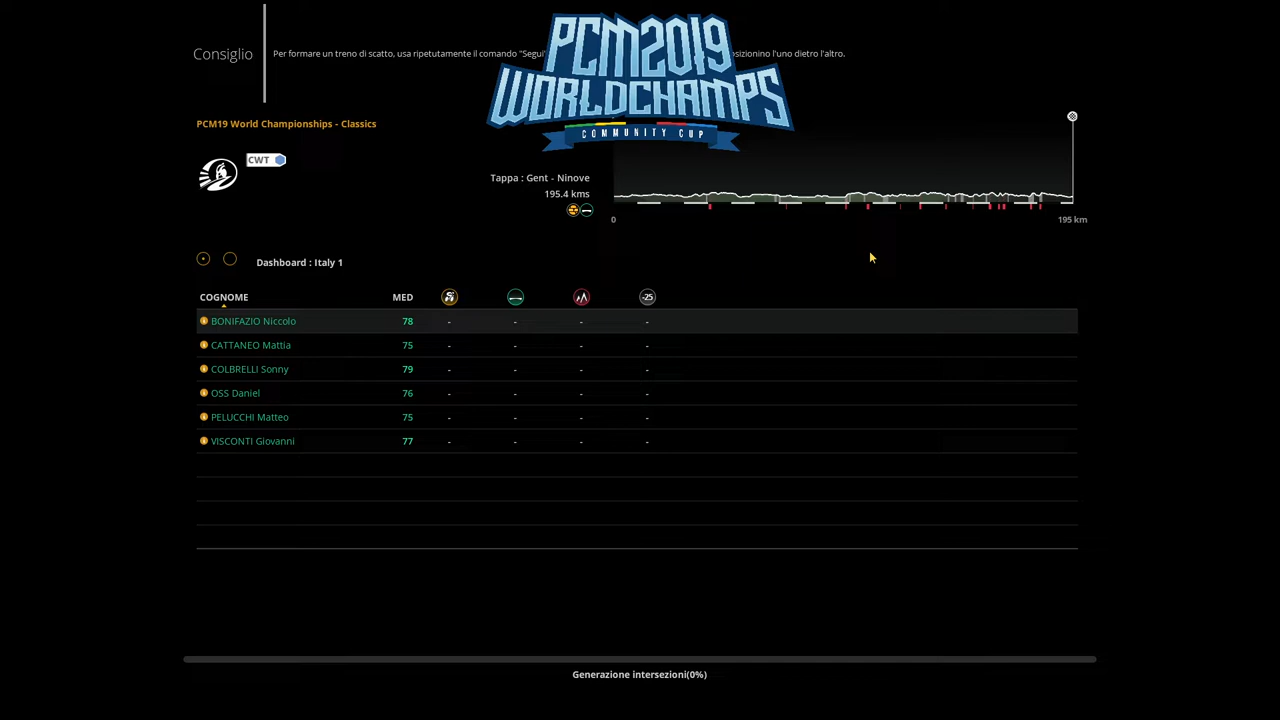 PCM2019
WORLDCHAMPS
COMMUNITY CUP
Consiglio
Per formare un treno di scatto, usa ripetutamente il comando "Segui"
osizionino l'uno dietro l'altro.
PCM19 World Championships - Classics
CWT
Tappa : Gent - Ninove
195.4 kms
0
195 km
Dashboard : Italy 1
COGNOME MED -25
BONIFAZIO Niccolo 78 - - - -
CATTANEO Mattia 75 - - - -
COLBRELLI Sonny 79 - - - -
OSS Daniel 76 - - - -
PELUCCHI Matteo 75 - - - -
VISCONTI Giovanni 77 - - - -
Generazione intersezioni(0%)